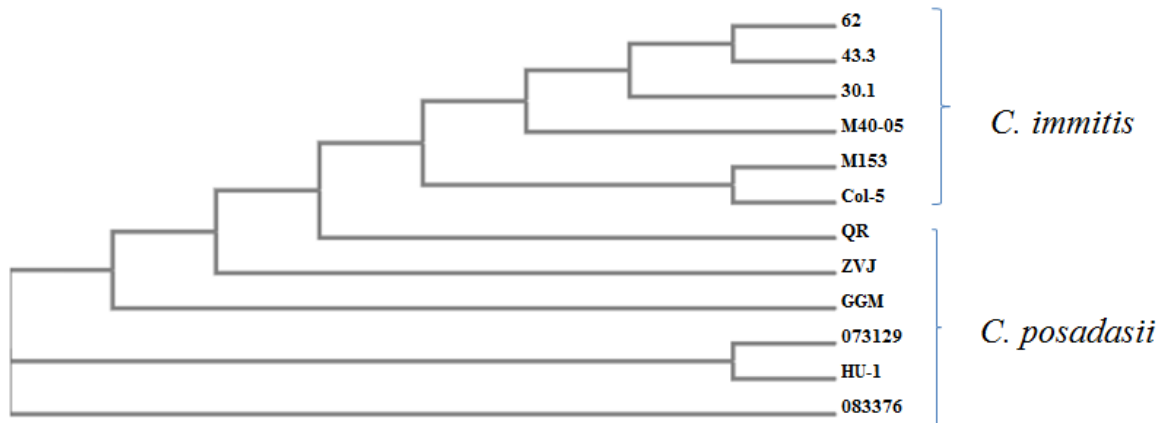 62
43.3
30.1
M40-05
M153
Col-5
C. immitis
QR
ZVJ
GGM
073129
HU-1
083376
C. posadasii